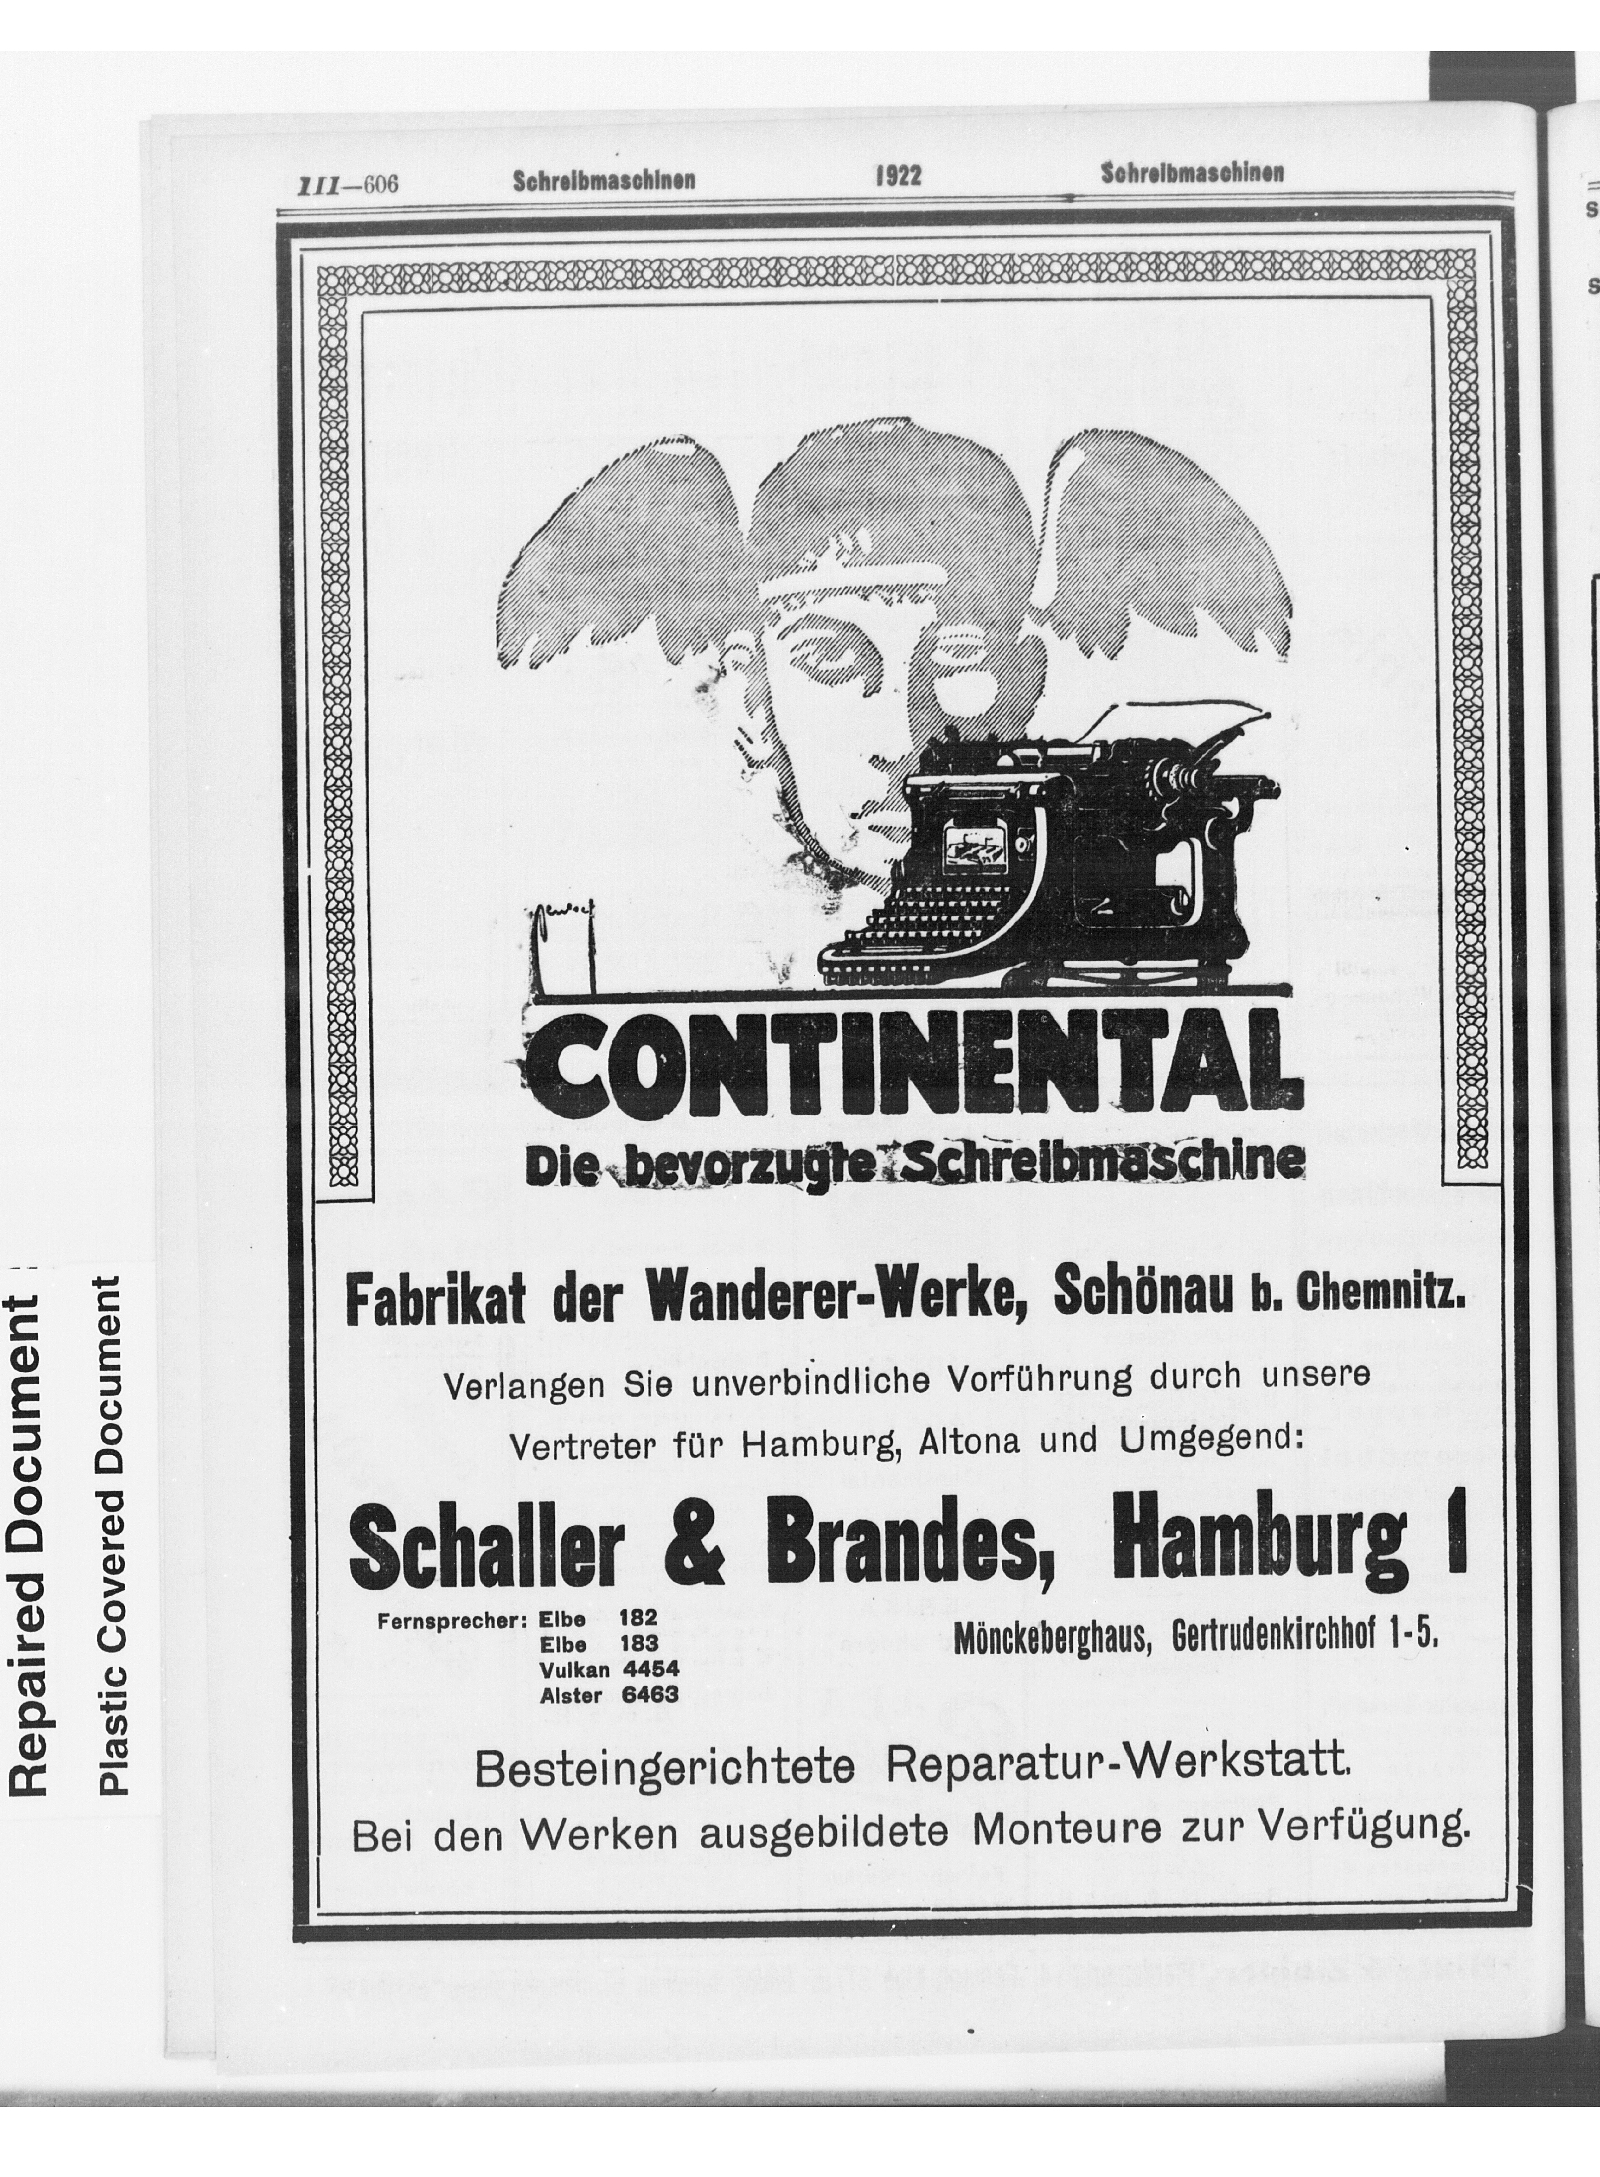 III—606 Schreibmaschinen 1922 Schreibmaschinen
CONTINENTAL
Die bevorzugte Schreibmaschine
Fabrikat der Wanderer-Werke, Schönau b. Chemnitz.
Verlangen Sie unverbindliche Vorführung durch unsere
Vertreter für Hamburg, Altona und Umgegend:
Schaller & Brandes, Hamburg 1
Fernsprecher: Elbe 182
Elbe 183
Vulkan 4454
Alster 6463
Mönckeberghaus, Gertrudenkirchhof 1-5.
Besteingerichtete Reparatur-Werkstatt.
Bei den Werken ausgebildete Monteure zur Verfügung.
Repaired Document
Plastic Covered Document